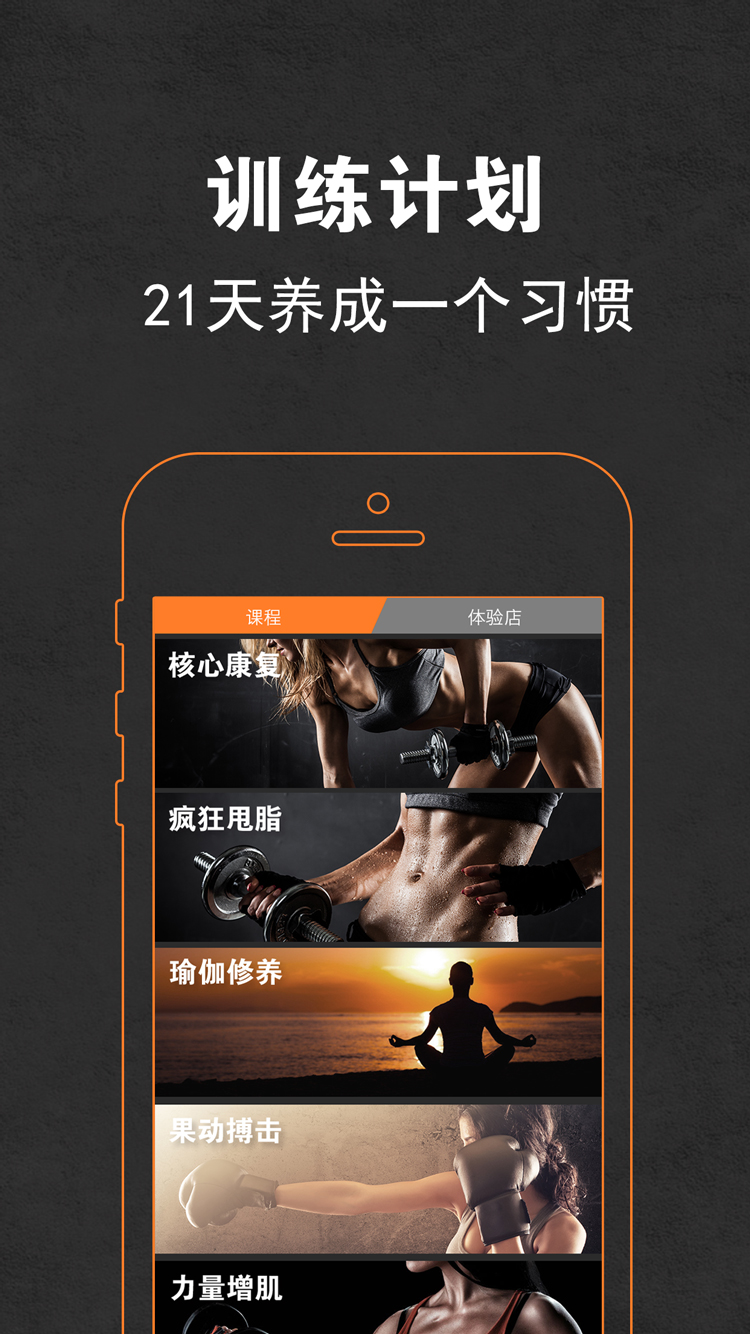 训练计划
21天养成一个习惯
课程
体验店
核心康复
疯狂甩脂
瑜伽修养
果动搏击
力量增肌